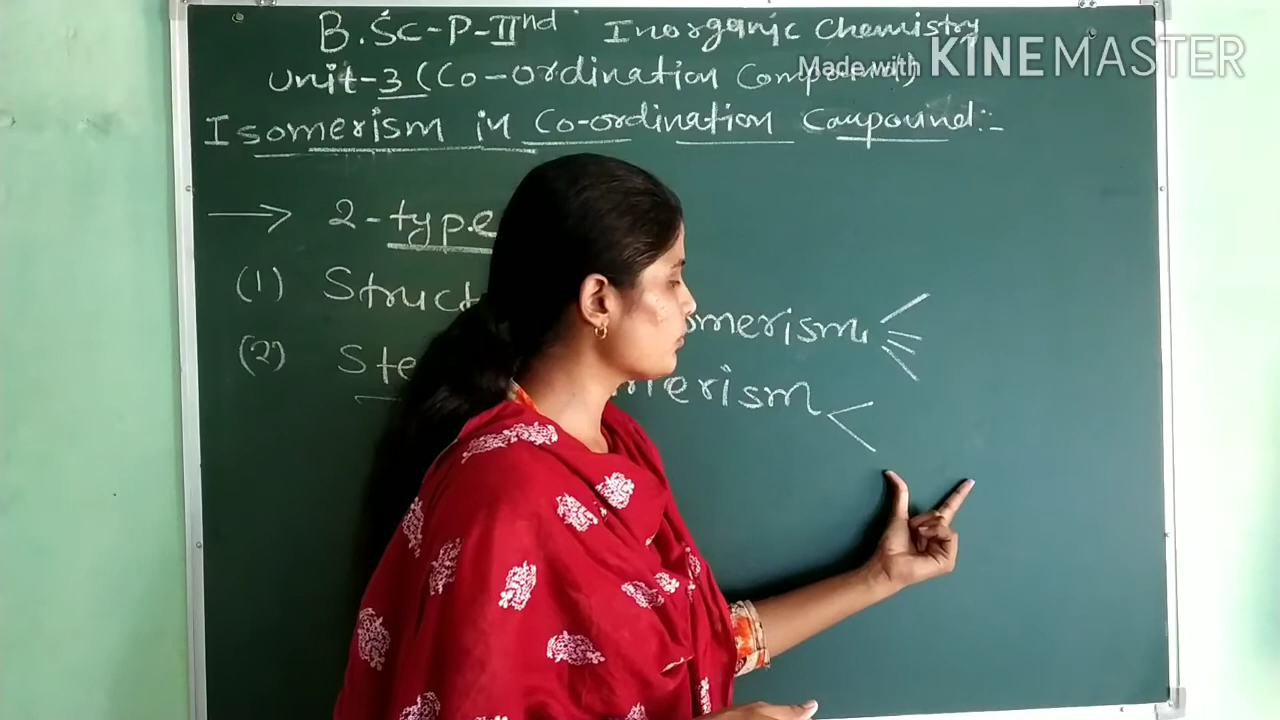 B.Sc-P-IInd Inorganic Chemistry
Made with KINEMASTER
Unit-3 (Co-ordination
Isomerism in Co-ordination Compound:-
→ 2-type
(1) Struct omerism
(2) Ste merism